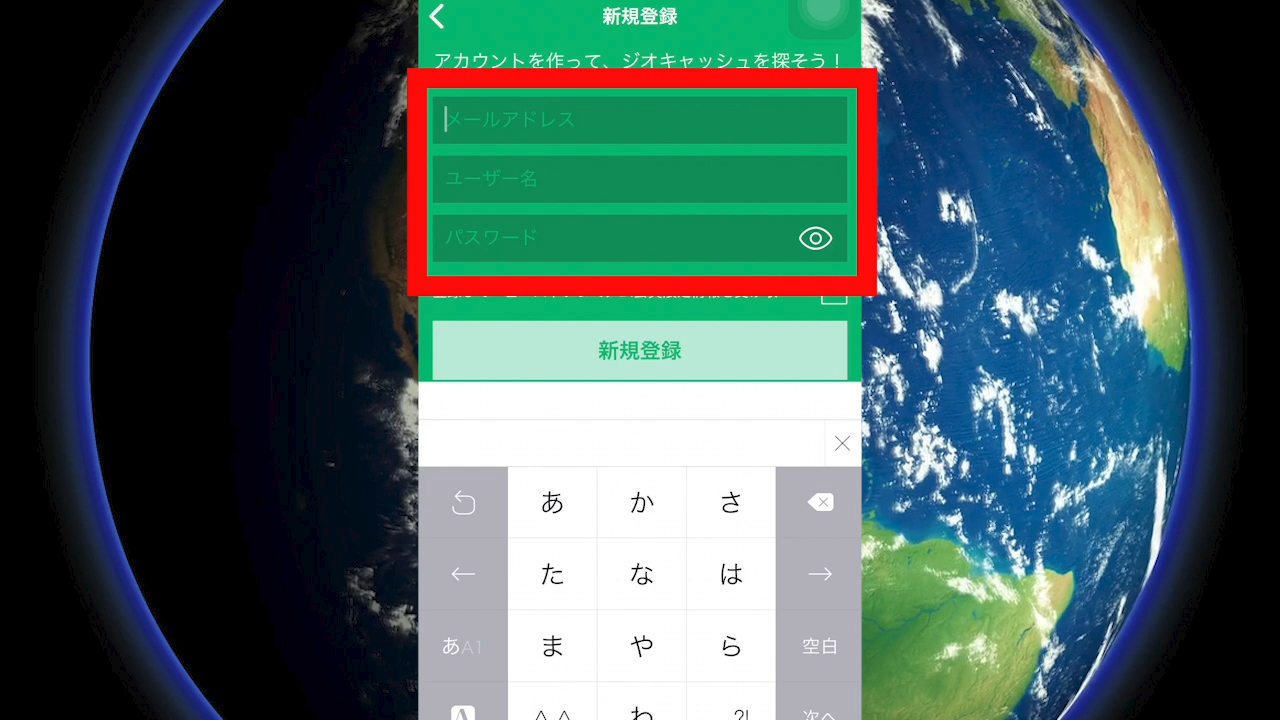 新規登録
アカウントを作って、ジオキャッシュを探そう！
メールアドレス
ユーザー名
パスワード
新規登録
あ か さ
た な は
あA1 ま や ら 空白
A ^^ わ 、。?! 次へ